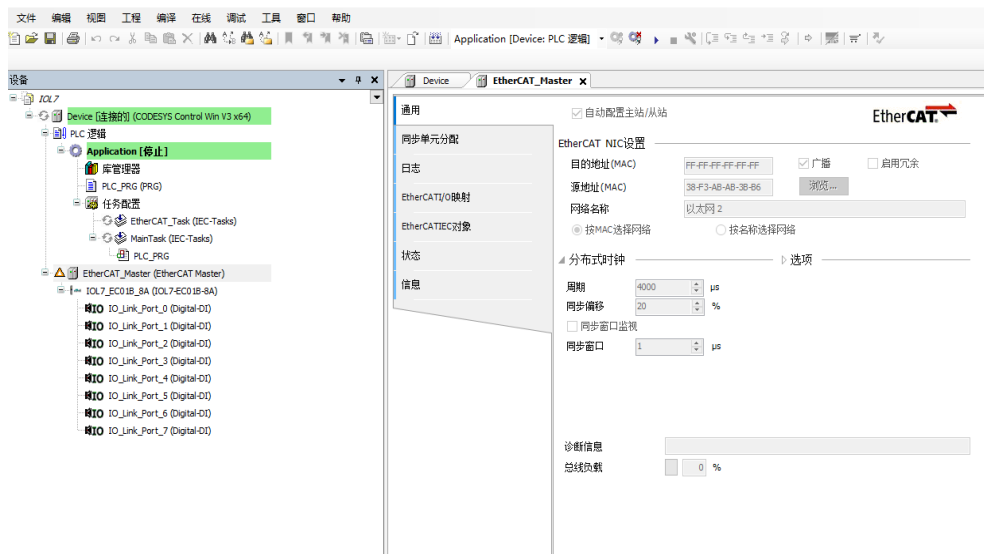 文件 编辑 视图 工程 编译 在线 调试 工具 窗口 帮助
Application [Device: PLC 逻辑]
设备
IOL7
Device [连接的] (CODESYS Control Win V3 x64)
PLC 逻辑
Application [停止]
库管理器
PLC_PRG (PRG)
任务配置
EtherCAT_Task (IEC-Tasks)
MainTask (IEC-Tasks)
PLC_PRG
EtherCAT_Master (EtherCAT Master)
IOL7_EC01B_8A (IOL7-EC01B-8A)
IO_Link_Port_0 (Digital-DI)
IO_Link_Port_1 (Digital-DI)
IO_Link_Port_2 (Digital-DI)
IO_Link_Port_3 (Digital-DI)
IO_Link_Port_4 (Digital-DI)
IO_Link_Port_5 (Digital-DI)
IO_Link_Port_6 (Digital-DI)
IO_Link_Port_7 (Digital-DI)
Device EtherCAT_Master
通用
同步单元分配
日志
EtherCATI/O映射
EtherCATIEC对象
状态
信息
自动配置主站/从站 EtherCAT
EtherCAT NIC设置
目的地址(MAC) FF-FF-FF-FF-FF-FF 广播 启用冗余
源地址(MAC) 38-F3-AB-AB-3B-B6 浏览...
网络名称 以太网 2
按MAC选择网络 按名称选择网络
分布式时钟 选项
周期 4000 μs
同步偏移 20 %
同步窗口监视
同步窗口 1 μs
诊断信息
总线负载 0 %